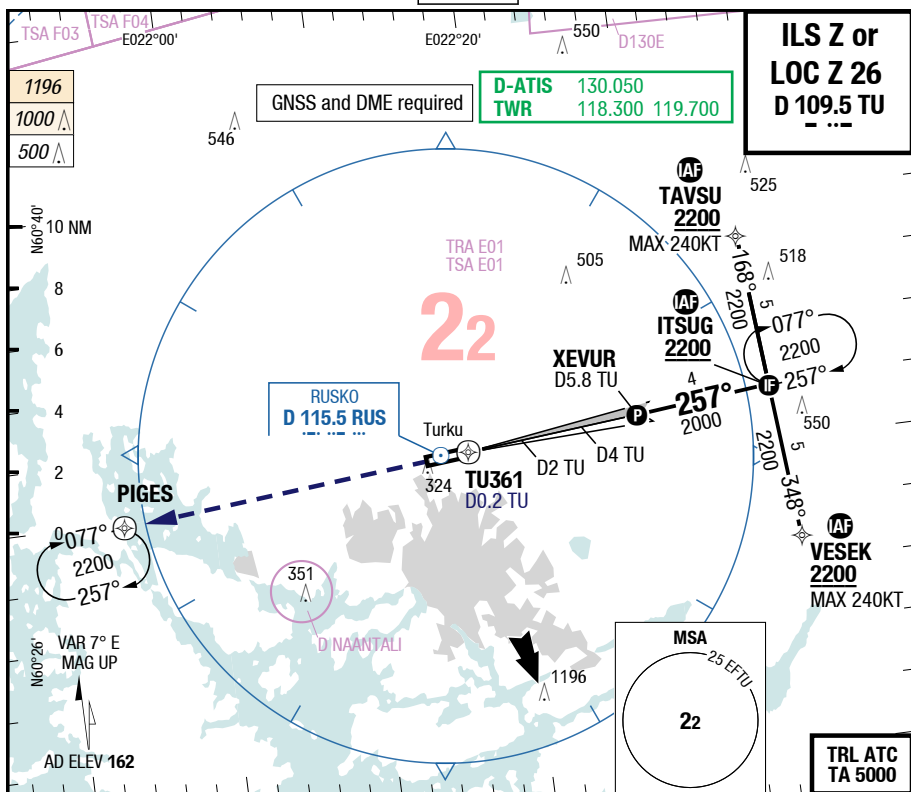 TSA F03
TSA F04
E022°00'
E022°20'
550
D130E
ILS Z or
LOC Z 26
D 109.5 TU
1196
1000
500
546
GNSS and DME required
D-ATIS 130.050
TWR 118.300 119.700
IAF
TAVSU
2200
MAX 240KT
525
N60°40'
10 NM
8
6
4
2
0
TRA E01
TSA E01
505
518
168°
2200
5
22
IAF
ITSUG
2200
077°
2200
257°
IF
XEVUR
D5.8 TU
P
4
257°
2000
550
RUSKO
D 115.5 RUS
Turku
D2 TU
D4 TU
324
TU361
D0.2 TU
2200
5
348°
PIGES
077°
2200
257°
IAF
VESEK
2200
MAX 240KT
351
D NAANTALI
N60°26'
VAR 7° E
MAG UP
AD ELEV 162
1196
MSA
25 EFTU
22
TRL ATC
TA 5000